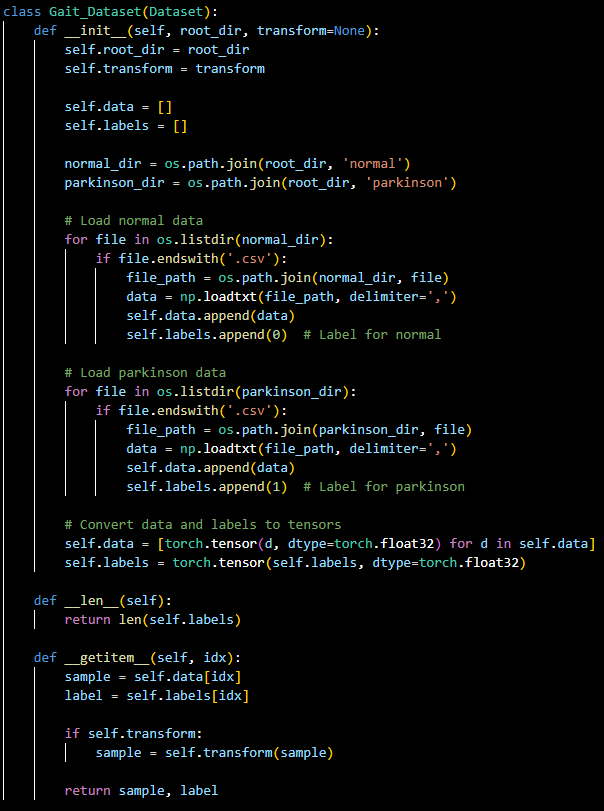 class Gait_Dataset(Dataset):
    def __init__(self, root_dir, transform=None):
        self.root_dir = root_dir
        self.transform = transform

        self.data = []
        self.labels = []

        normal_dir = os.path.join(root_dir, 'normal')
        parkinson_dir = os.path.join(root_dir, 'parkinson')

        # Load normal data
        for file in os.listdir(normal_dir):
            if file.endswith('.csv'):
                file_path = os.path.join(normal_dir, file)
                data = np.loadtxt(file_path, delimiter=',')
                self.data.append(data)
                self.labels.append(0)  # Label for normal

        # Load parkinson data
        for file in os.listdir(parkinson_dir):
            if file.endswith('.csv'):
                file_path = os.path.join(parkinson_dir, file)
                data = np.loadtxt(file_path, delimiter=',')
                self.data.append(data)
                self.labels.append(1)  # Label for parkinson

        # Convert data and labels to tensors
        self.data = [torch.tensor(d, dtype=torch.float32) for d in self.data]
        self.labels = torch.tensor(self.labels, dtype=torch.float32)

    def __len__(self):
        return len(self.labels)

    def __getitem__(self, idx):
        sample = self.data[idx]
        label = self.labels[idx]

        if self.transform:
            sample = self.transform(sample)

        return sample, label